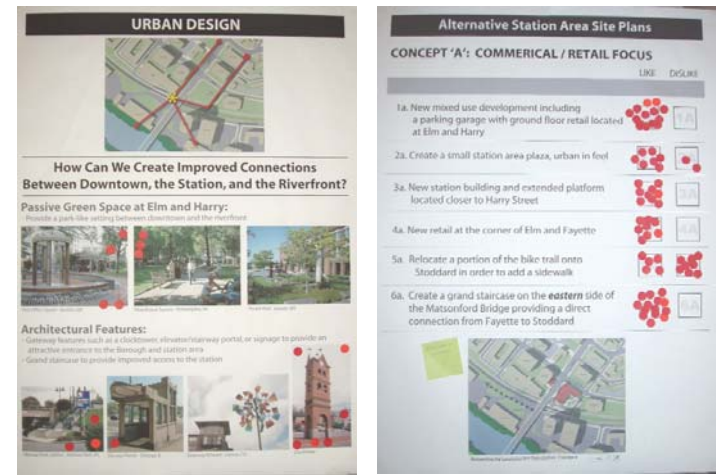 URBAN DESIGN
How Can We Create Improved Connections
Between Downtown, the Station, and the Riverfront?
Passive Green Space at Elm and Harry:
- Provide a park-like setting between downtown and the riverfront
Architectural Features:
- Gateway features such as a clocktower, elevator/stairway portal, or signage to provide an
attractive entrance to the Borough and station area
- Grand staircase to provide improved access to the station
Alternative Station Area Site Plans
CONCEPT 'A': COMMERICAL / RETAIL FOCUS
LIKE DISLIKE
1a. New mixed use development including
a parking garage with ground floor retail located
at Elm and Harry
1A
2a. Create a small station area plaza, urban in feel
3a. New station building and extended platform
located closer to Harry Street
3A
4a. New retail at the corner of Elm and Fayette
4A
5a. Relocate a portion of the bike trail onto
Stoddard in order to add a sidewalk
6a. Create a grand staircase on the eastern side of
the Matsonford Bridge providing a direct
connection from Fayette to Stoddard
6A